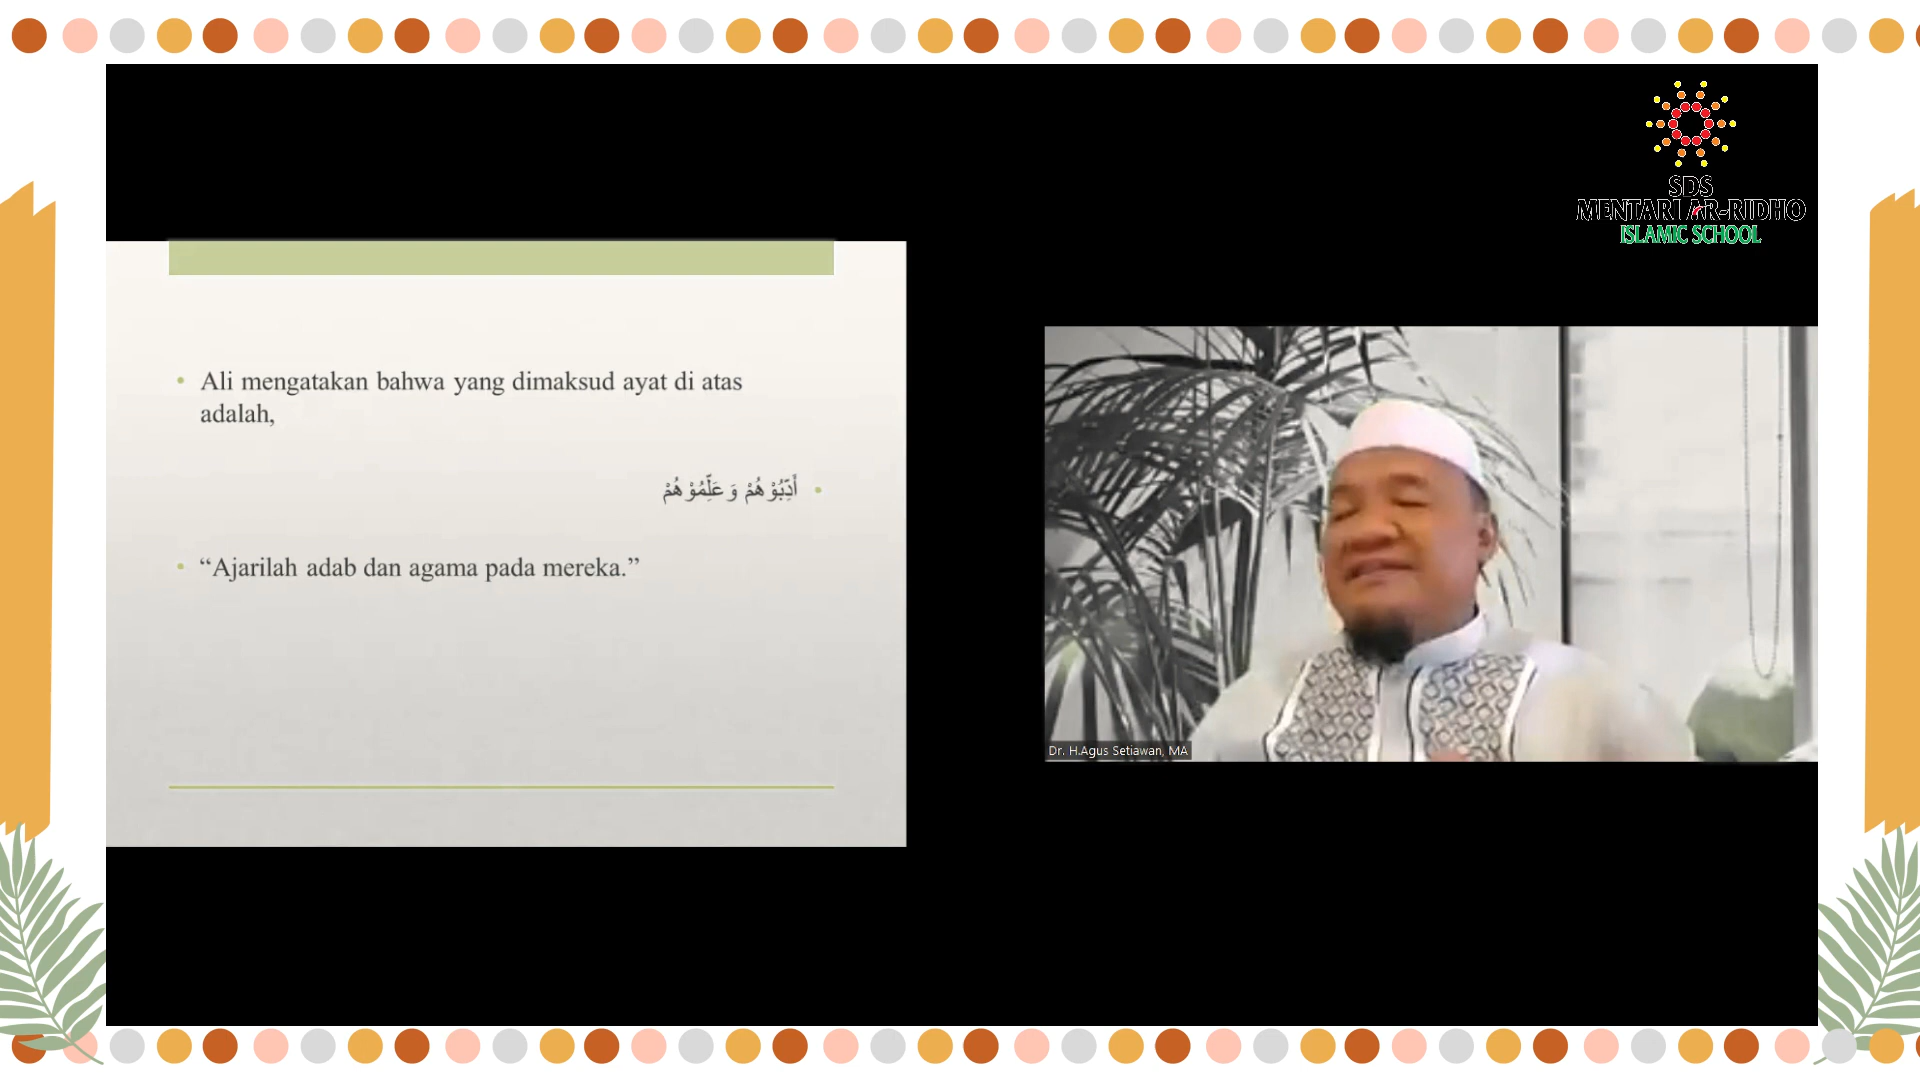 SDS
MENTARI AR-RIDHO
ISLAMIC SCHOOL
• Ali mengatakan bahwa yang dimaksud ayat di atas
adalah,
• أَدِّبُوْهُمْ وَعَلِّمُوْهُمْ
• “Ajarilah adab dan agama pada mereka.”
Dr. H.Agus Setiawan, MA